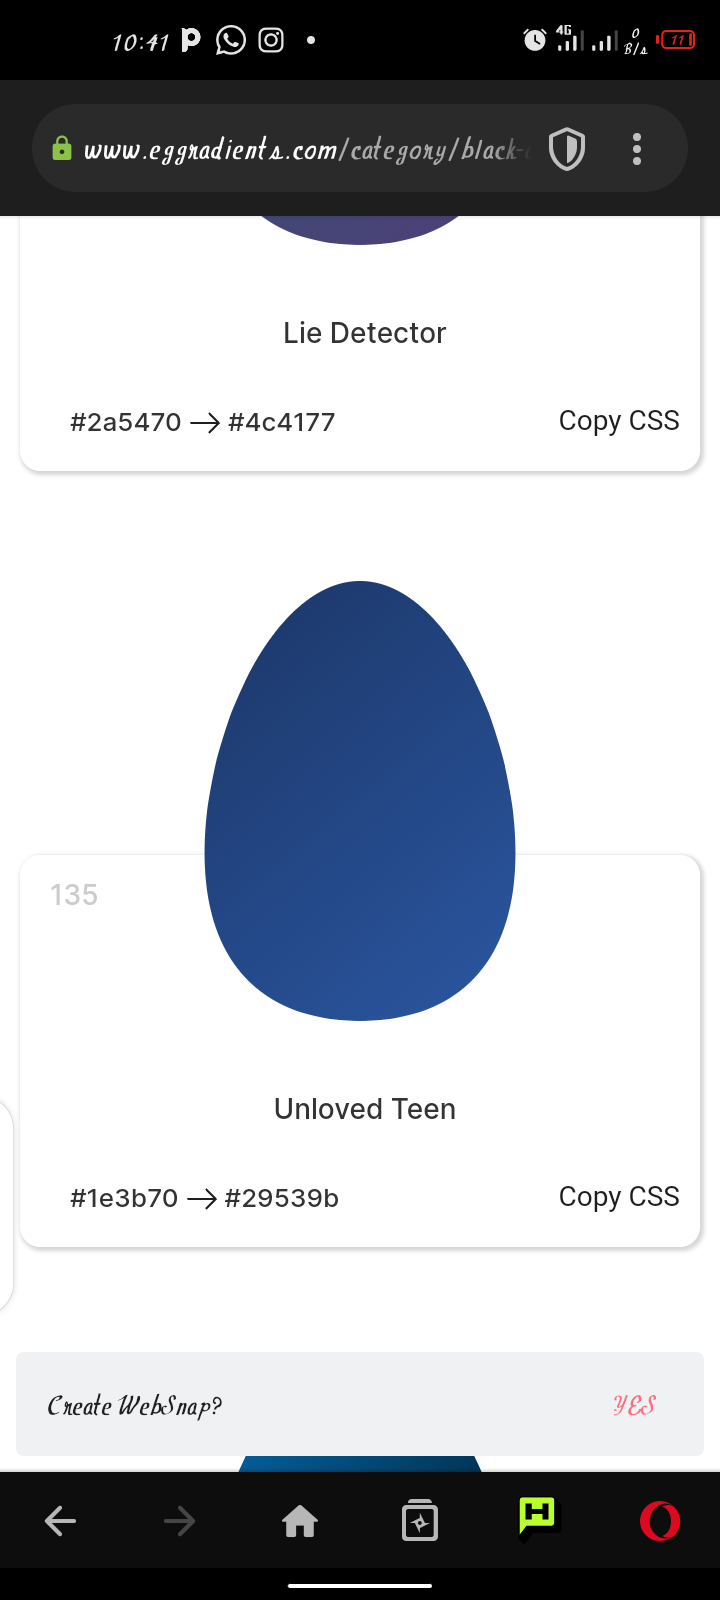 10:41
4G
0
B/s
11
www.eggradients.com/category/black-
Lie Detector
#2a5470 → #4c4177
Copy CSS
135
Unloved Teen
#1e3b70 → #29539b
Copy CSS
Create WebSnap?
YES